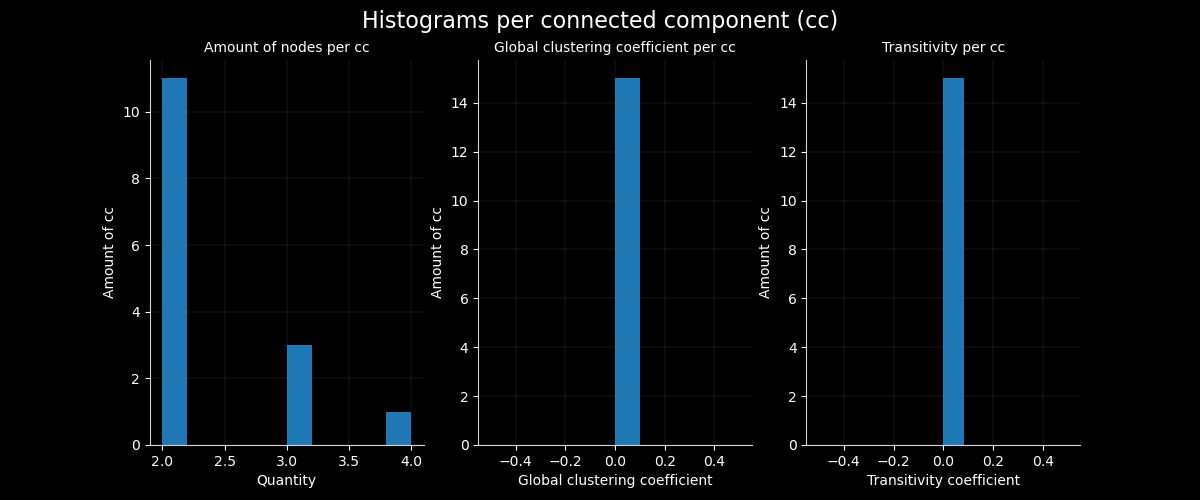 Histograms per connected component (cc)
Amount of nodes per cc
Amount of cc
10
8
6
4
2
0
2.0 2.5 3.0 3.5 4.0
Quantity
Global clustering coefficient per cc
Amount of cc
14
12
10
8
6
4
2
0
−0.4 −0.2 0.0 0.2 0.4
Global clustering coefficient
Transitivity per cc
Amount of cc
14
12
10
8
6
4
2
0
−0.4 −0.2 0.0 0.2 0.4
Transitivity coefficient